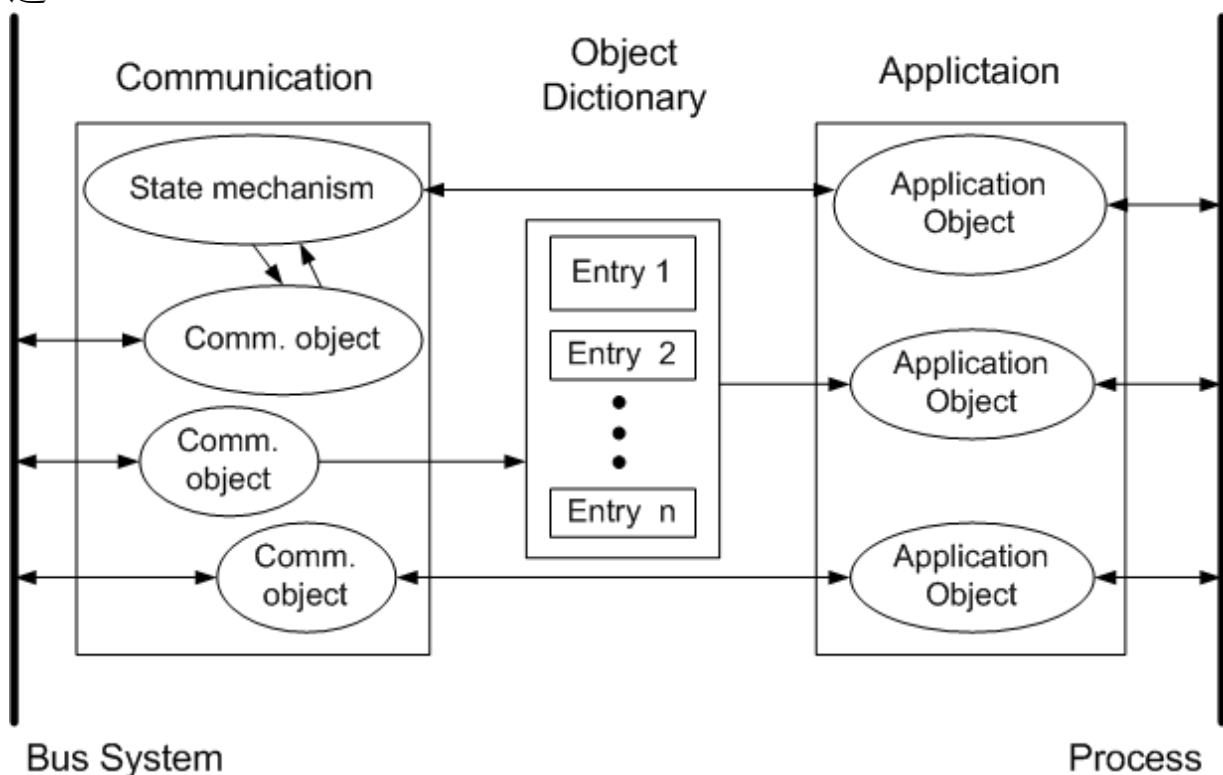 Communication
Object
Dictionary
Applictaion
State mechanism
Application
Object
Entry 1
Comm. object
Entry 2
Application
Object
Comm.
object
Entry n
Comm.
object
Application
Object
Bus System
Process